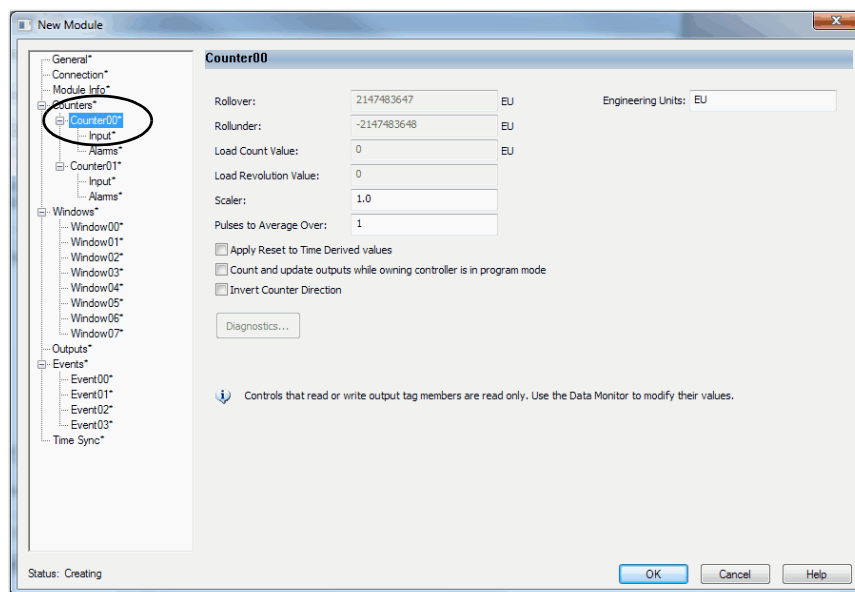 New Module
General*
Connection*
Module Info*
Counters*
Counter00*
Input*
Alarms*
Counter01*
Input*
Alarms*
Windows*
Window00*
Window01*
Window02*
Window03*
Window04*
Window05*
Window06*
Window07*
Outputs*
Events*
Event00*
Event01*
Event02*
Event03*
Time Sync*
Counter00
Rollover: 2147483647 EU Engineering Units: EU
Rollunder: -2147483648 EU
Load Count Value: 0 EU
Load Revolution Value: 0
Scaler: 1.0
Pulses to Average Over: 1
Apply Reset to Time Derived values
Count and update outputs while owning controller is in program mode
Invert Counter Direction
Diagnostics...
Controls that read or write output tag members are read only. Use the Data Monitor to modify their values.
Status: Creating OK Cancel Help